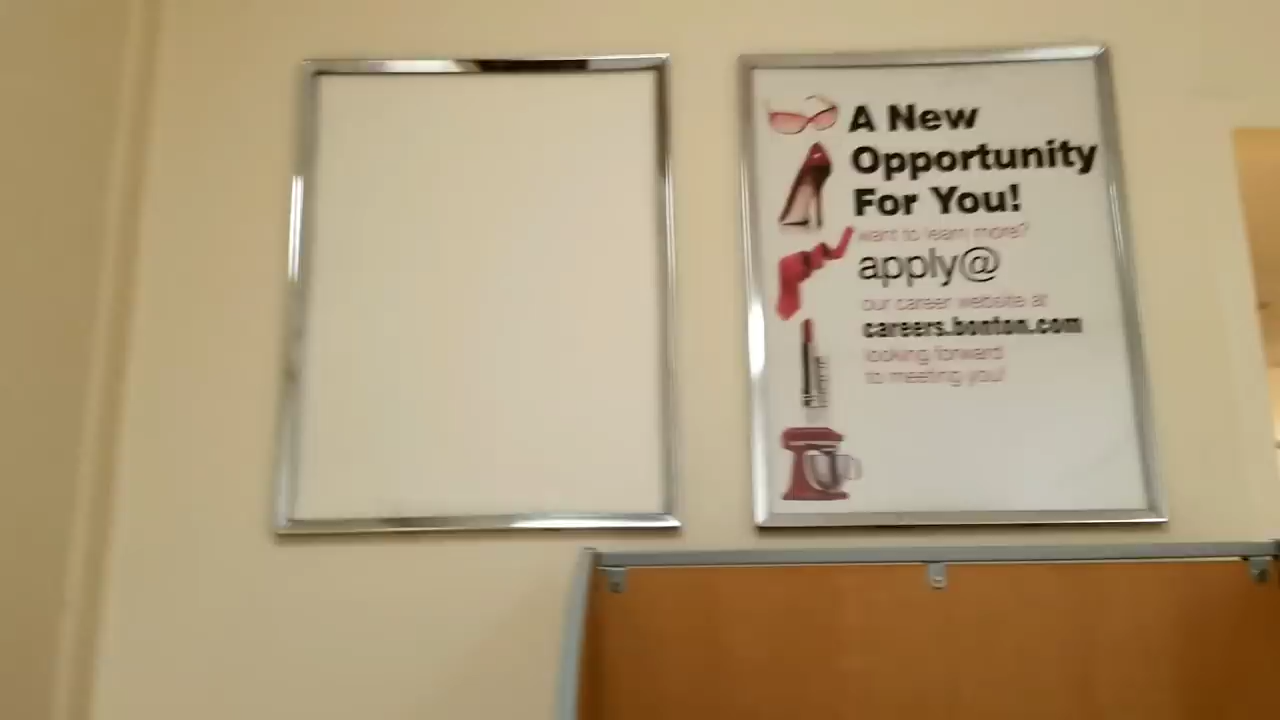 A New
Opportunity
For You!
want to learn more?
apply@
our career website at
careers.bonton.com
looking forward
to meeting you!